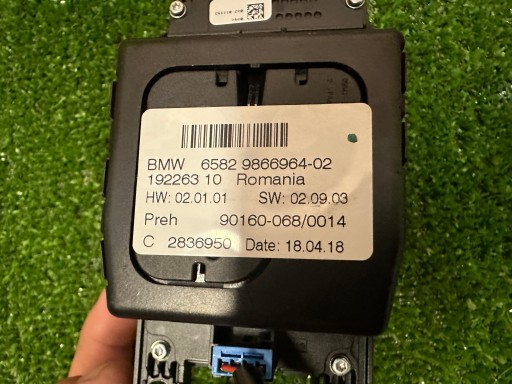 BMW 6582 9866964-02
192263 10 Romania
HW: 02.01.01 SW: 02.09.03
Preh 90160-068/0014
C 2836950 Date: 18.04.18